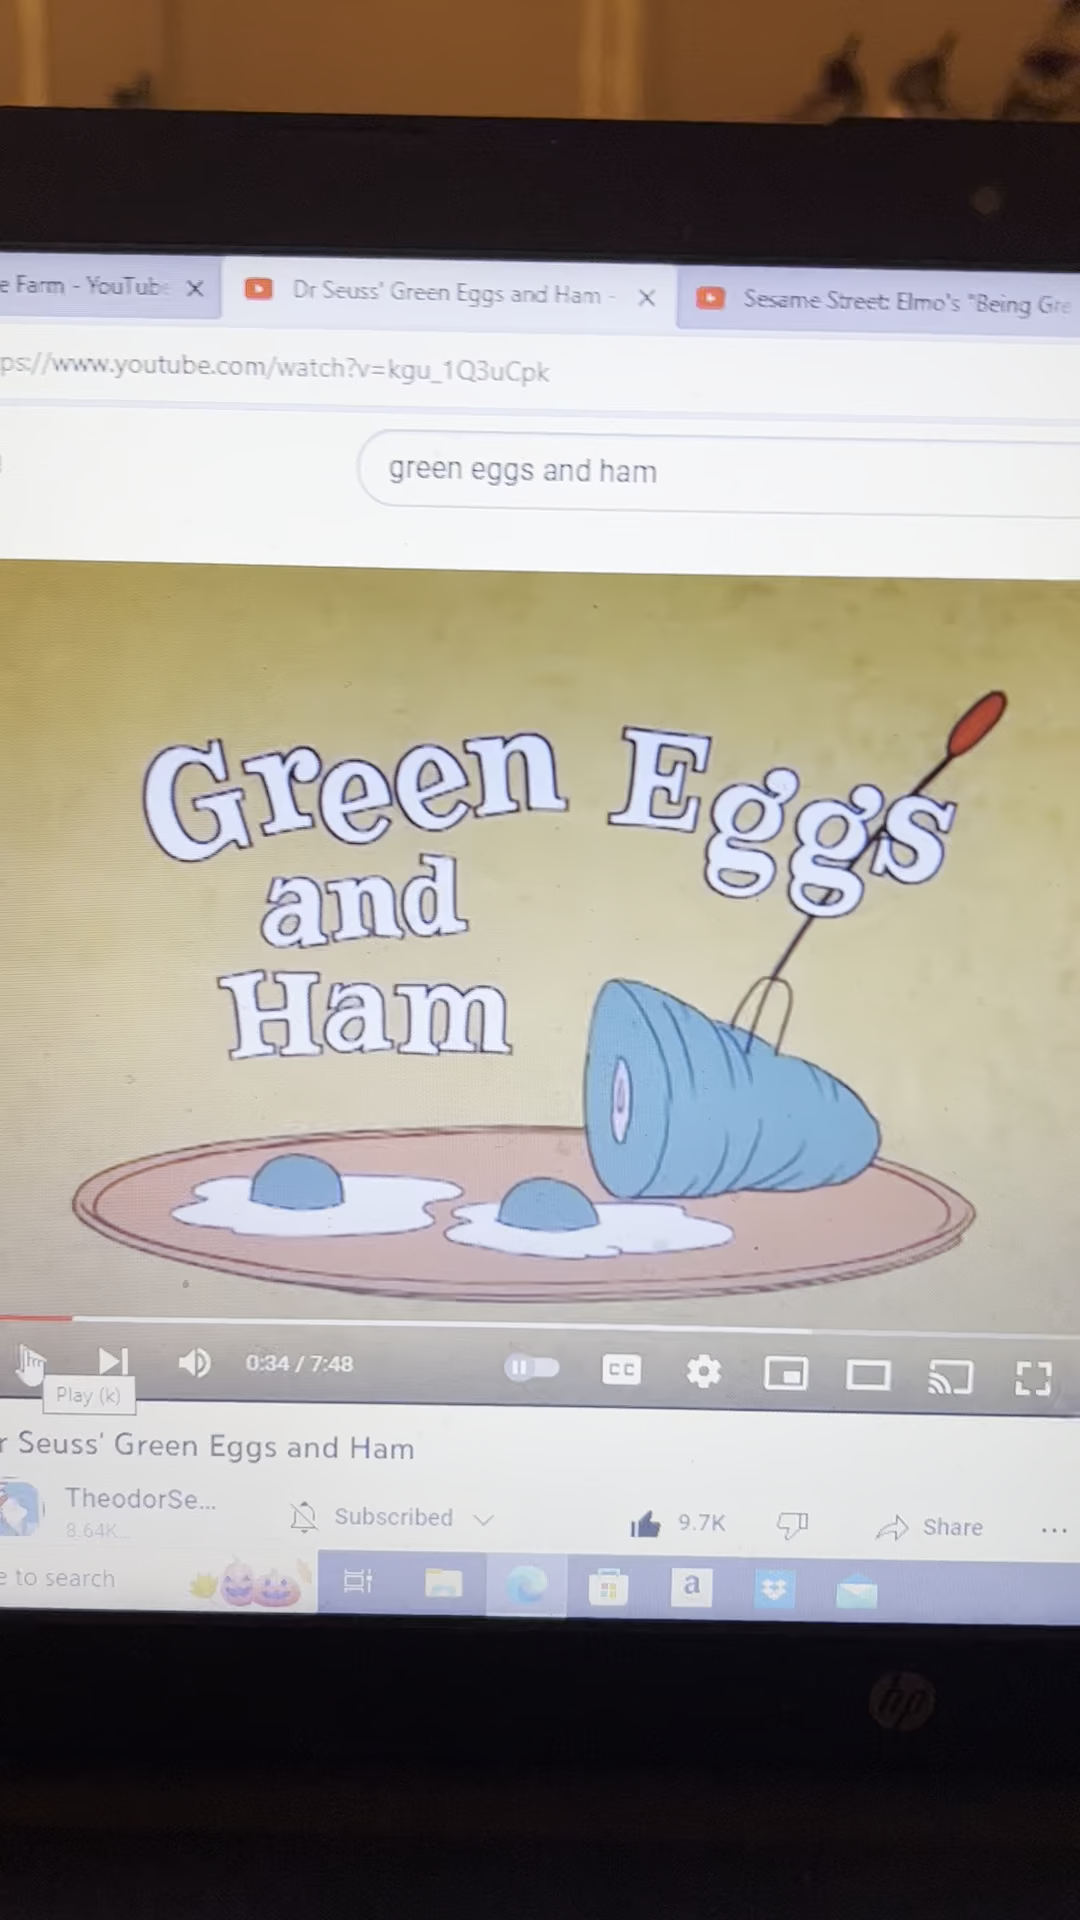 e Farm - YouTube
Dr Seuss' Green Eggs and Ham -
Sesame Street: Elmo's "Being Gre
ps://www.youtube.com/watch?v=kgu_1Q3uCpk
green eggs and ham
Green Eggs
and
Ham
0:34 / 7:48
CC
Play (k)
r Seuss' Green Eggs and Ham
TheodorSe...
8.64K...
Subscribed
9.7K
Share
...
e to search
a
hp